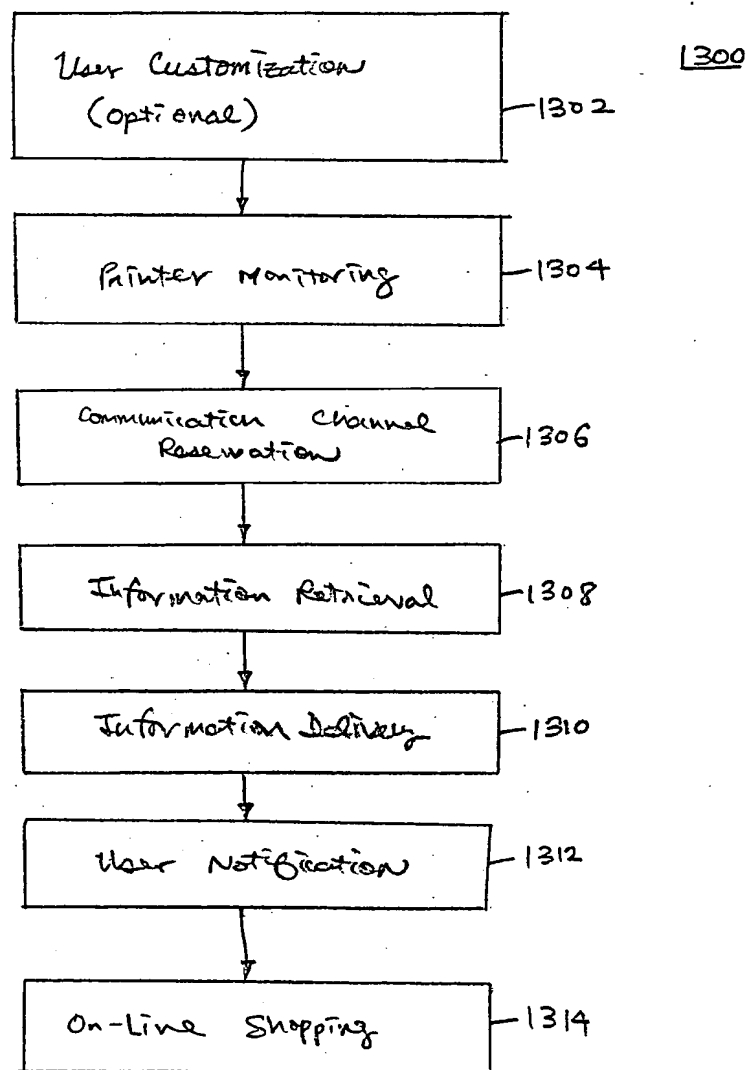 1300
User Customization
(Optional)
1302
Printer Monitoring
1304
Communication Channel
Reservation
1306
Information Retrieval
1308
Information Delivery
1310
User Notification
1312
On-Line Shopping
1314